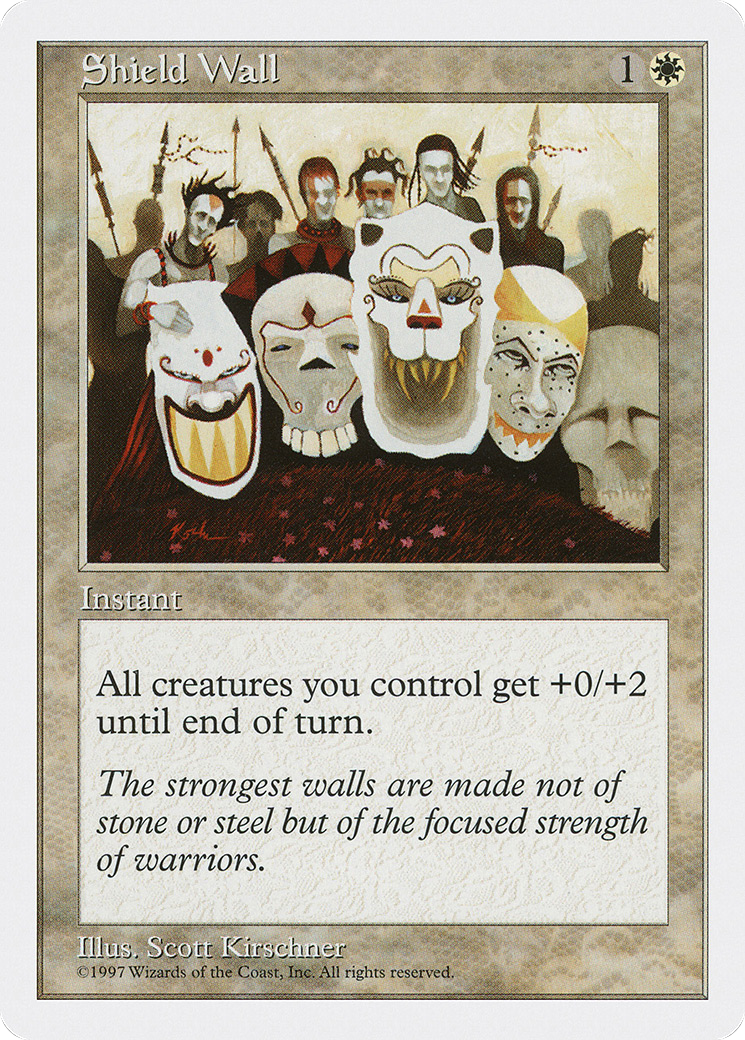 Shield Wall 1
Instant
All creatures you control get +0/+2
until end of turn.
The strongest walls are made not of
stone or steel but of the focused strength
of warriors.
Illus. Scott Kirschner
©1997 Wizards of the Coast, Inc. All rights reserved.